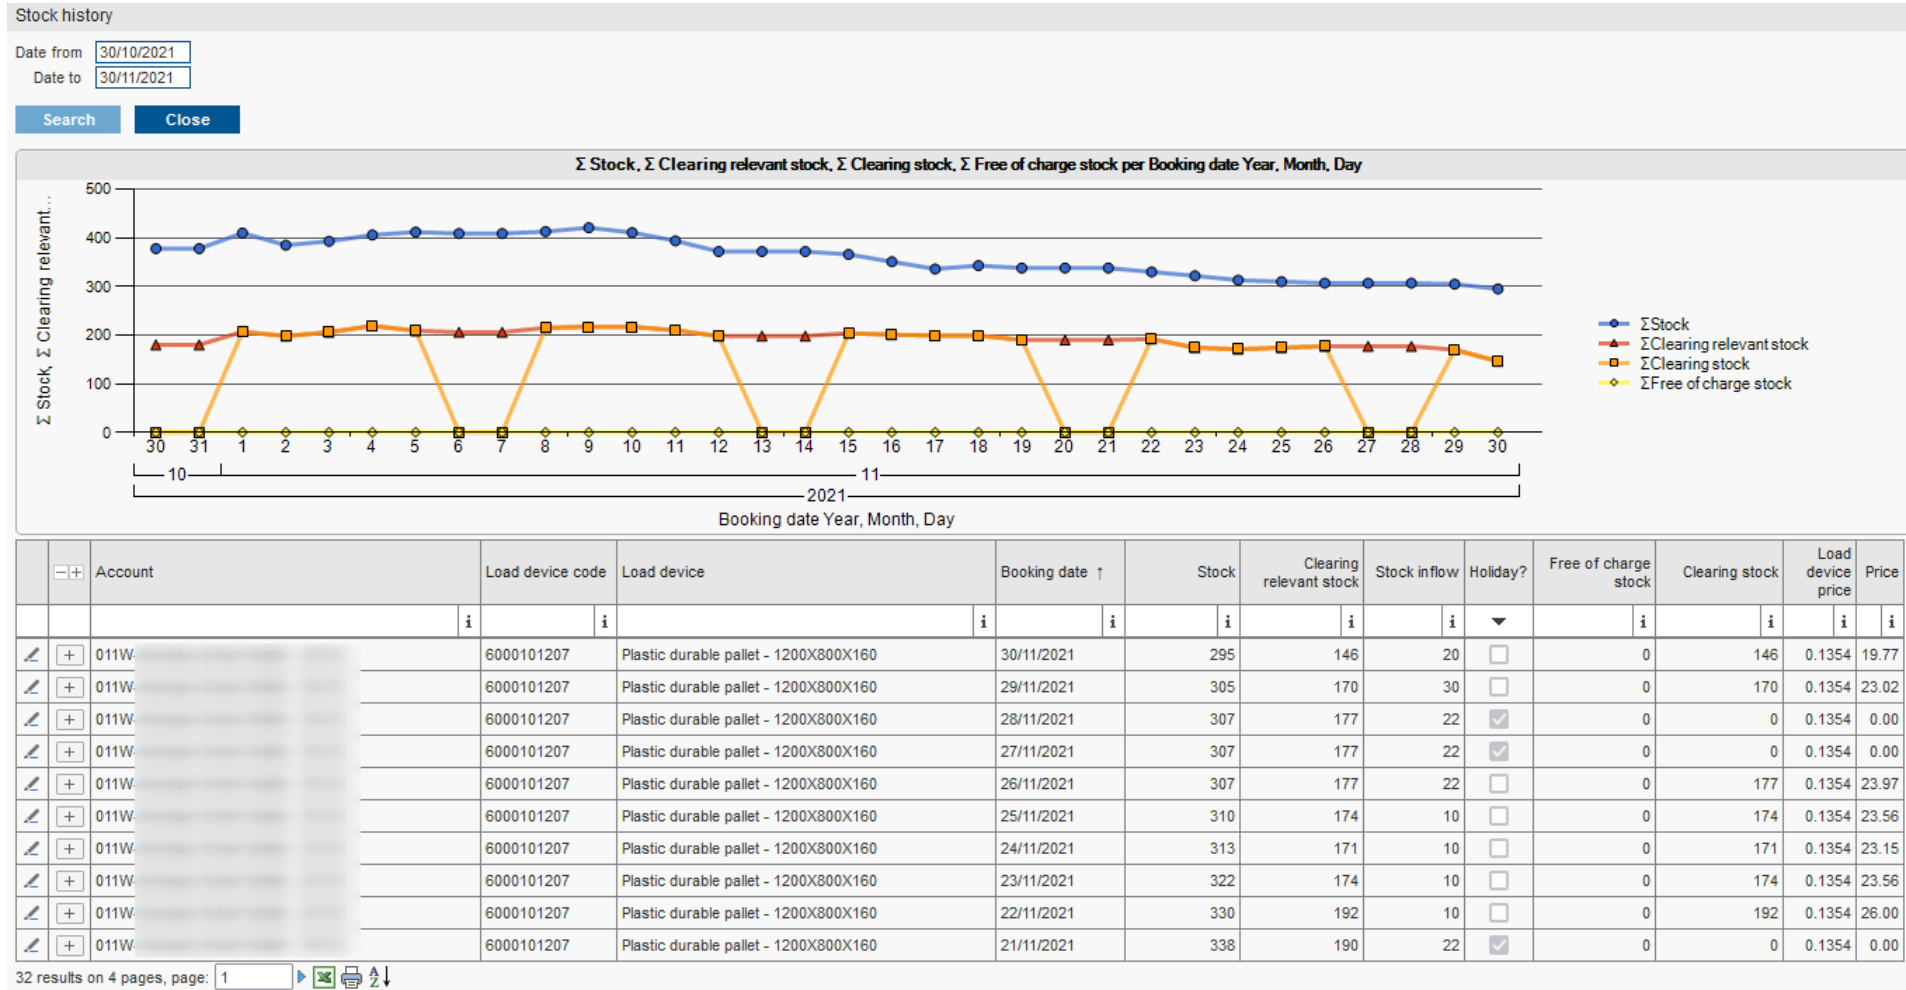 Stock history
Date from 30/10/2021
Date to 30/11/2021
Search Close
Σ Stock, Σ Clearing relevant stock, Σ Clearing stock, Σ Free of charge stock per Booking date Year, Month, Day
Σ Stock, Σ Clearing relevant...
500
400
300
200
100
0
ΣStock
ΣClearing relevant stock
ΣClearing stock
ΣFree of charge stock
30 31 1 2 3 4 5 6 7 8 9 10 11 12 13 14 15 16 17 18 19 20 21 22 23 24 25 26 27 28 29 30
10 11
2021
Booking date Year, Month, Day
Account Load device code Load device Booking date ↑ Stock Clearing relevant stock Stock inflow Holiday? Free of charge stock Clearing stock Load device price Price
i i i i i i i i i i i
011W- 6000101207 Plastic durable pallet - 1200X800X160 30/11/2021 295 146 20 0 146 0.1354 19.77
011W- 6000101207 Plastic durable pallet - 1200X800X160 29/11/2021 305 170 30 0 170 0.1354 23.02
011W- 6000101207 Plastic durable pallet - 1200X800X160 28/11/2021 307 177 22 0 0 0.1354 0.00
011W- 6000101207 Plastic durable pallet - 1200X800X160 27/11/2021 307 177 22 0 0 0.1354 0.00
011W- 6000101207 Plastic durable pallet - 1200X800X160 26/11/2021 307 177 22 0 177 0.1354 23.97
011W- 6000101207 Plastic durable pallet - 1200X800X160 25/11/2021 310 174 10 0 174 0.1354 23.56
011W- 6000101207 Plastic durable pallet - 1200X800X160 24/11/2021 313 171 10 0 171 0.1354 23.15
011W- 6000101207 Plastic durable pallet - 1200X800X160 23/11/2021 322 174 10 0 174 0.1354 23.56
011W- 6000101207 Plastic durable pallet - 1200X800X160 22/11/2021 330 192 10 0 192 0.1354 26.00
011W- 6000101207 Plastic durable pallet - 1200X800X160 21/11/2021 338 190 22 0 0 0.1354 0.00
32 results on 4 pages, page: 1 A Z